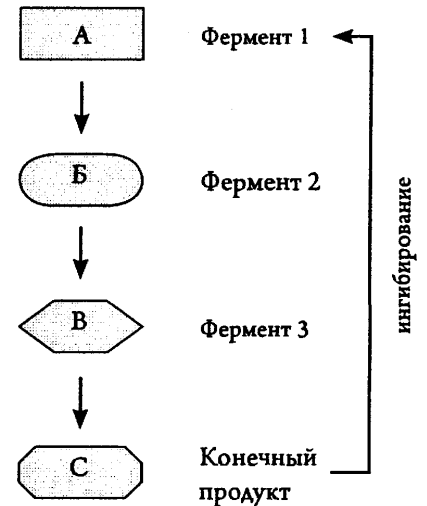 А Фермент 1
Б Фермент 2
В Фермент 3
С Конечный
продукт
ингибирование